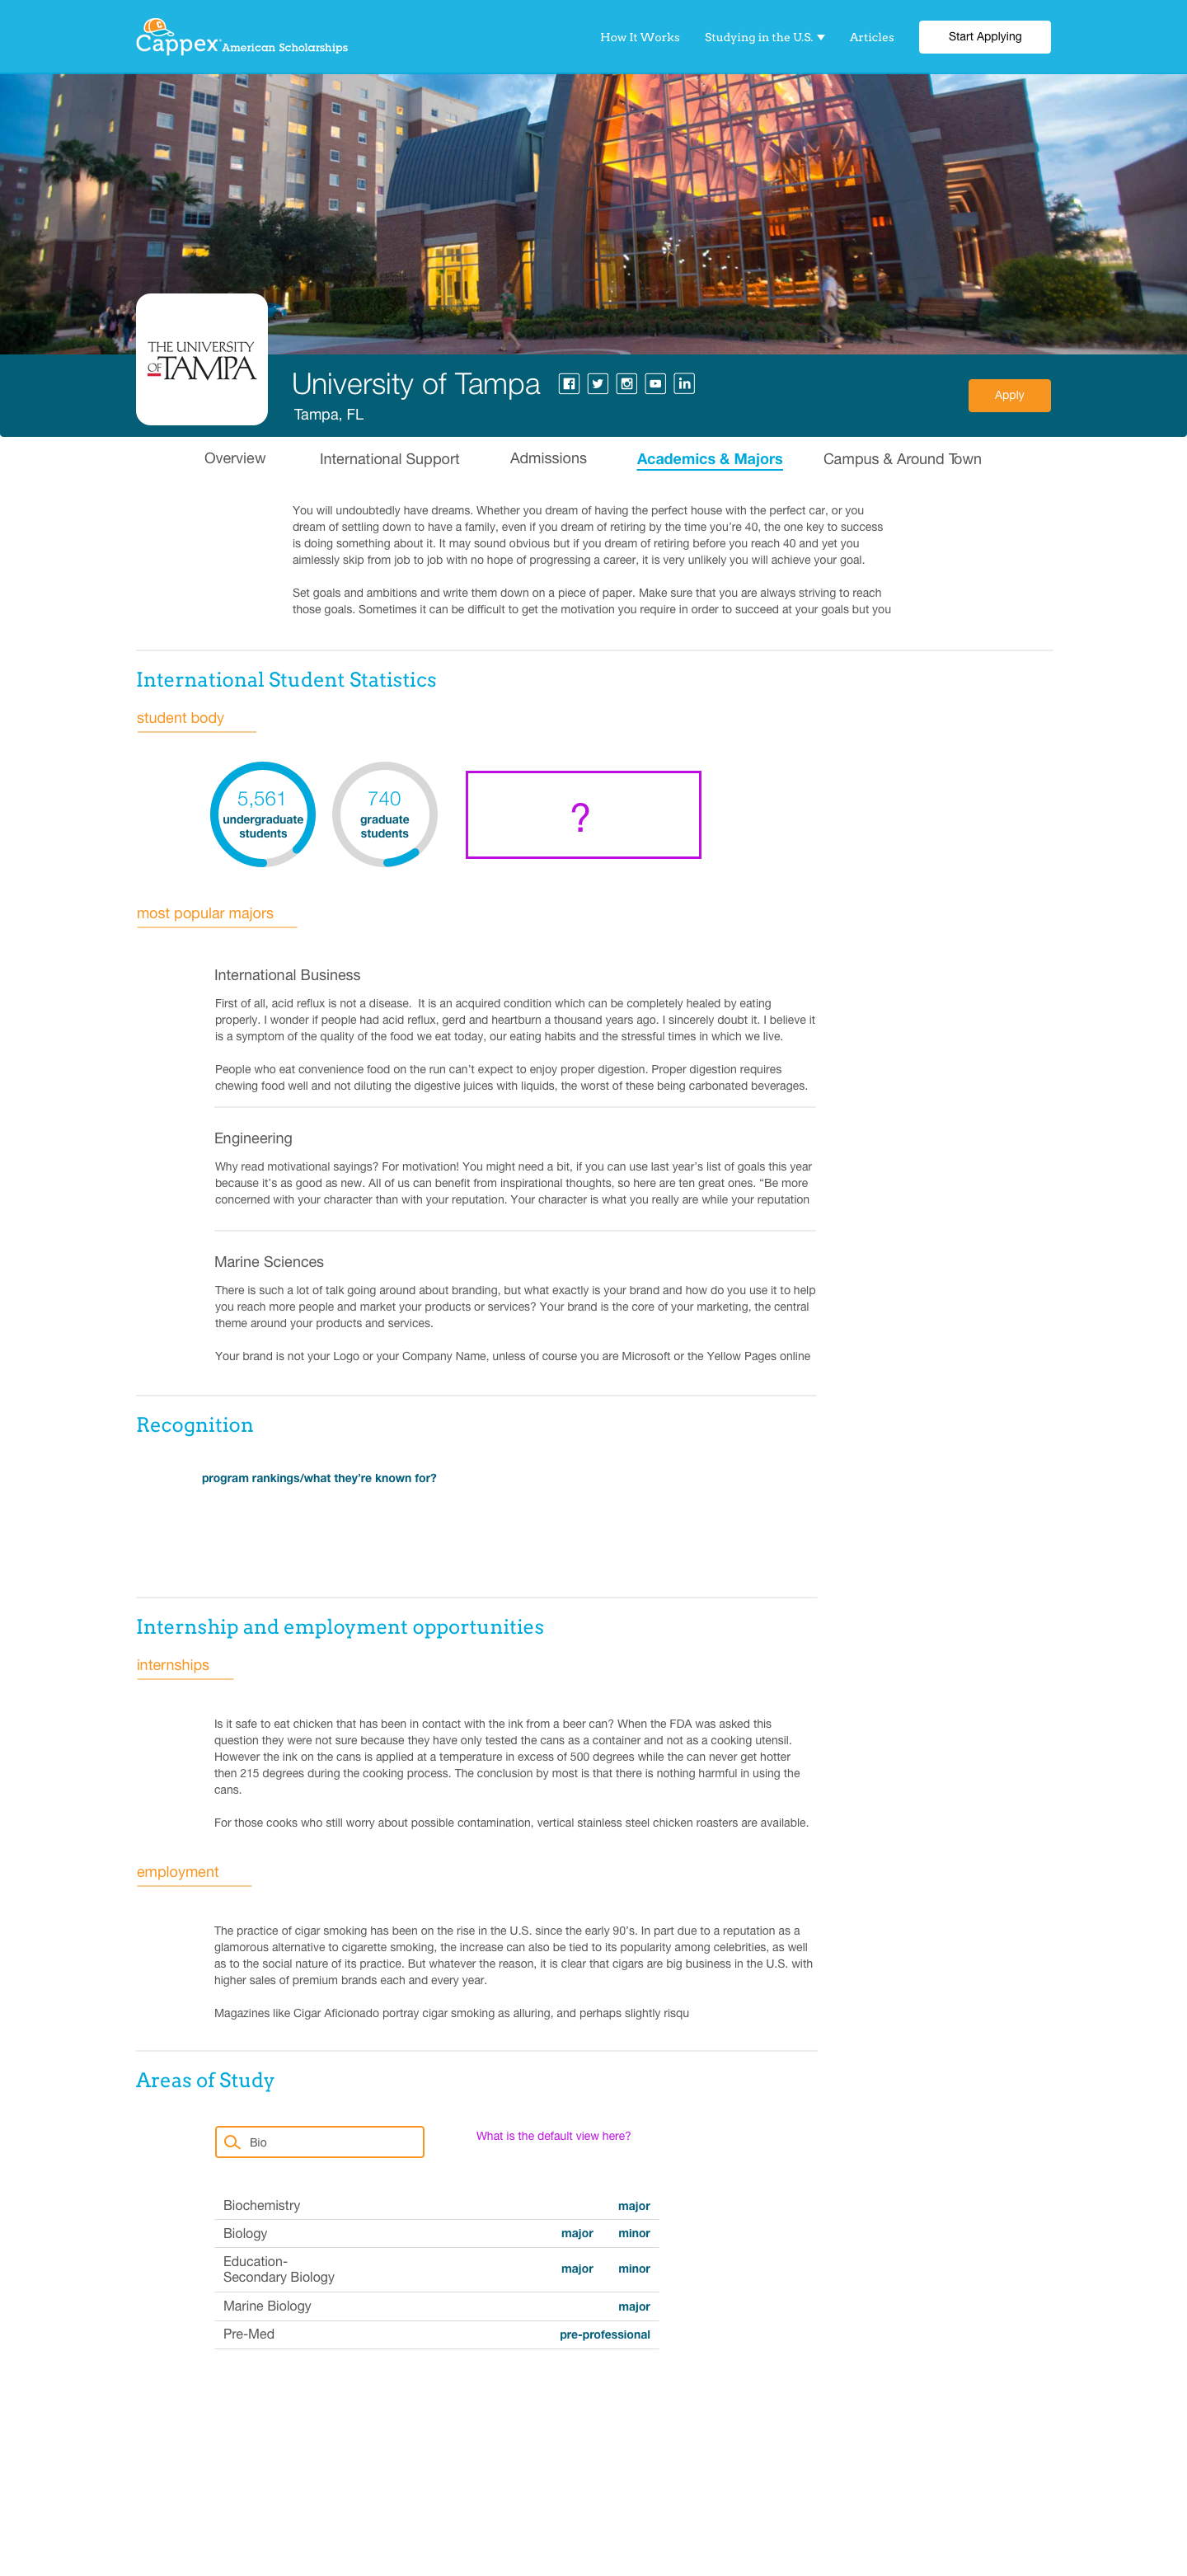 Cappex American Scholarships
How It Works
Studying in the U.S.
Articles
Start Applying
THE UNIVERSITY
OF TAMPA
University of Tampa
Tampa, FL
Apply
Overview
International Support
Admissions
Academics & Majors
Campus & Around Town
You will undoubtedly have dreams. Whether you dream of having the perfect house with the perfect car, or you
dream of settling down to have a family, even if you dream of retiring by the time you're 40, the one key to success
is doing something about it. It may sound obvious but if you dream of retiring before you reach 40 and yet you
aimlessly skip from job to job with no hope of progressing a career, it is very unlikely you will achieve your goal.
Set goals and ambitions and write them down on a piece of paper. Make sure that you are always striving to reach
those goals. Sometimes it can be difficult to get the motivation you require in order to succeed at your goals but you
International Student Statistics
student body
5,561
undergraduate
students
740
graduate
students
?
most popular majors
International Business
First of all, acid reflux is not a disease.  It is an acquired condition which can be completely healed by eating
properly. I wonder if people had acid reflux, gerd and heartburn a thousand years ago. I sincerely doubt it. I believe it
is a symptom of the quality of the food we eat today, our eating habits and the stressful times in which we live.
People who eat convenience food on the run can't expect to enjoy proper digestion. Proper digestion requires
chewing food well and not diluting the digestive juices with liquids, the worst of these being carbonated beverages.
Engineering
Why read motivational sayings? For motivation! You might need a bit, if you can use last year's list of goals this year
because it's as good as new. All of us can benefit from inspirational thoughts, so here are ten great ones. “Be more
concerned with your character than with your reputation. Your character is what you really are while your reputation
Marine Sciences
There is such a lot of talk going around about branding, but what exactly is your brand and how do you use it to help
you reach more people and market your products or services? Your brand is the core of your marketing, the central
theme around your products and services.
Your brand is not your Logo or your Company Name, unless of course you are Microsoft or the Yellow Pages online
Recognition
program rankings/what they're known for?
Internship and employment opportunities
internships
Is it safe to eat chicken that has been in contact with the ink from a beer can? When the FDA was asked this
question they were not sure because they have only tested the cans as a container and not as a cooking utensil.
However the ink on the cans is applied at a temperature in excess of 500 degrees while the can never get hotter
then 215 degrees during the cooking process. The conclusion by most is that there is nothing harmful in using the
cans.
For those cooks who still worry about possible contamination, vertical stainless steel chicken roasters are available.
employment
The practice of cigar smoking has been on the rise in the U.S. since the early 90's. In part due to a reputation as a
glamorous alternative to cigarette smoking, the increase can also be tied to its popularity among celebrities, as well
as to the social nature of its practice. But whatever the reason, it is clear that cigars are big business in the U.S. with
higher sales of premium brands each and every year.
Magazines like Cigar Aficionado portray cigar smoking as alluring, and perhaps slightly risqu
Areas of Study
Bio
What is the default view here?
Biochemistry major
Biology major minor
Education-
Secondary Biology major minor
Marine Biology major
Pre-Med pre-professional